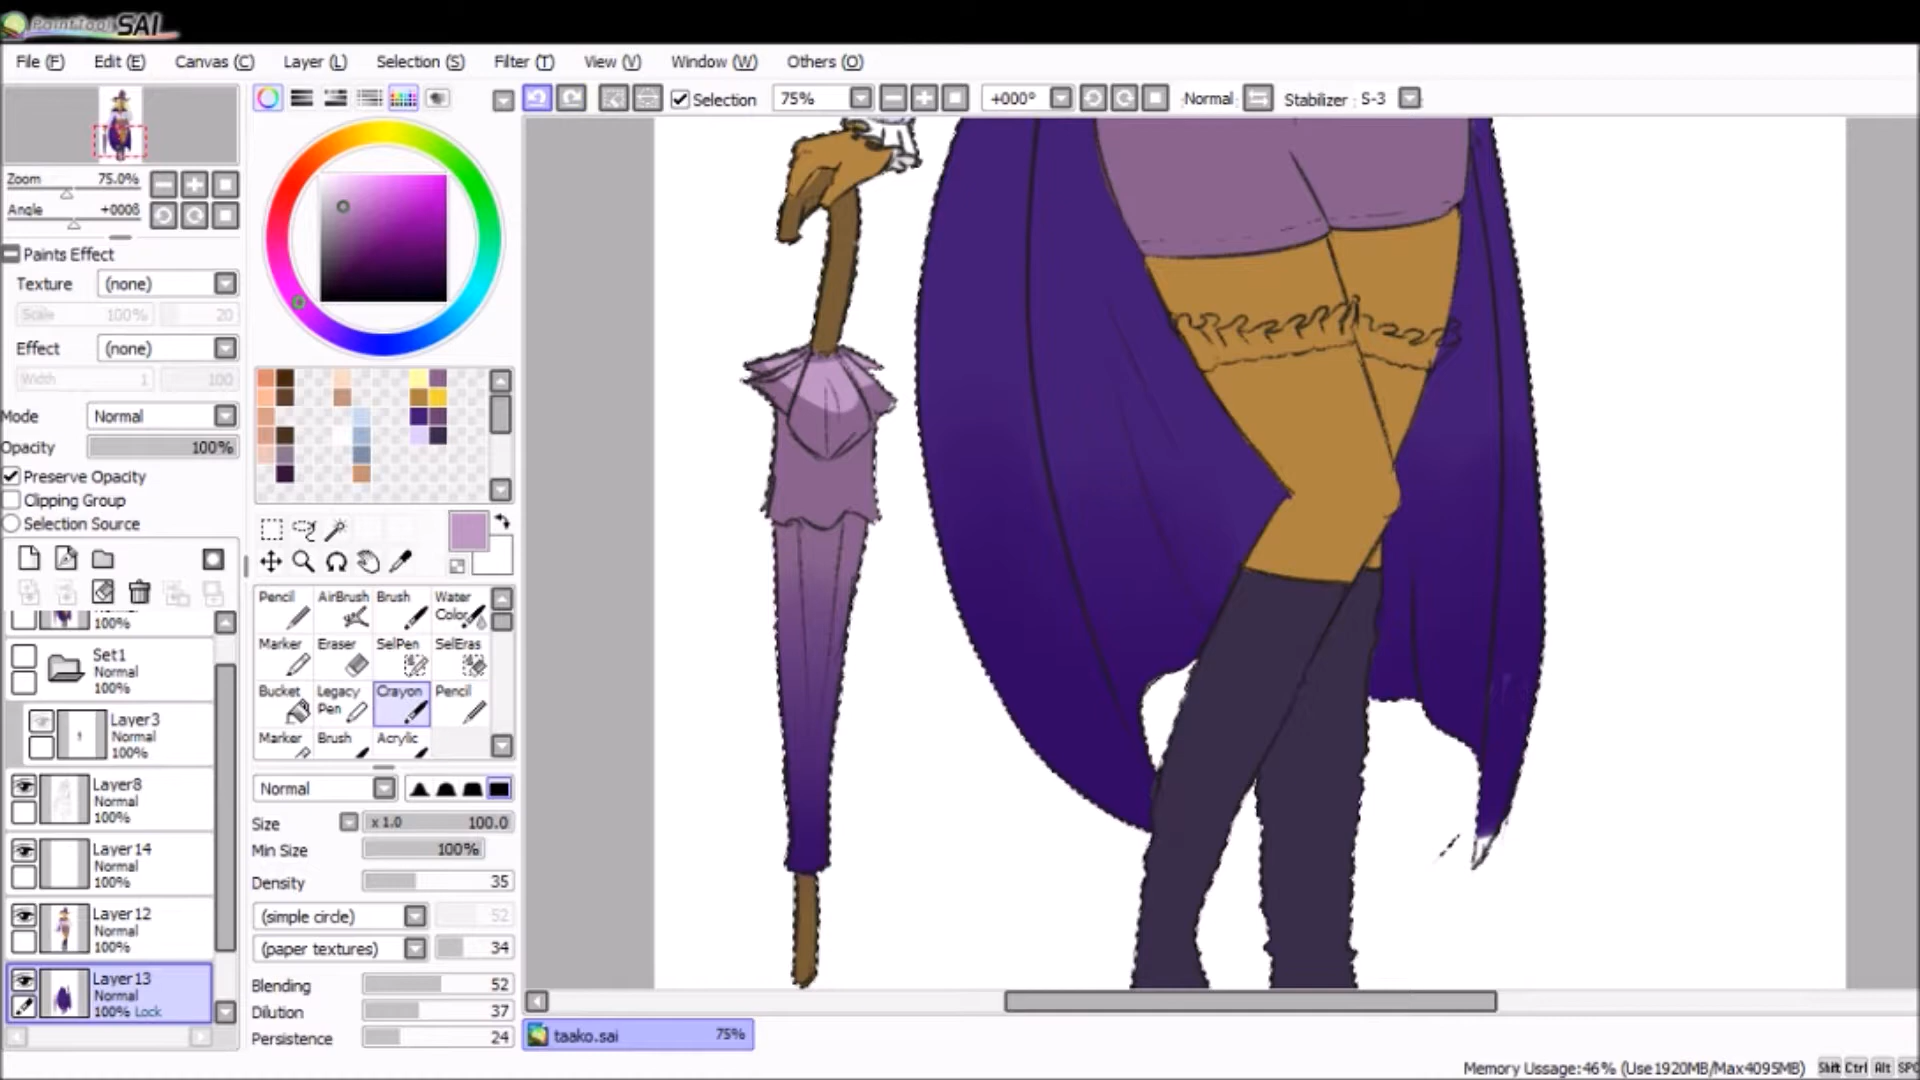 PaintTool SAI
File (F) Edit (E) Canvas (C) Layer (L) Selection (S) Filter (T) View (V) Window (W) Others (O)
Selection 75% +000° Normal Stabilizer : S-3
Zoom 75.0%
Angle +000ß
Paints Effect
Texture (none)
Scale 100% 20
Effect (none)
Width 1 100
Mode Normal
Opacity 100%
Preserve Opacity
Clipping Group
Selection Source
100%
Set1
Normal
100%
Layer3
Normal
100%
Layer8
Normal
100%
Layer14
Normal
100%
Layer12
Normal
100%
Layer13
Normal
100% Lock
Pencil AirBrush Brush Water
Color
Marker Eraser SelPen SelEras
Bucket Legacy Crayon Pencil
Pen
Marker Brush Acrylic
Normal
Size x 1.0 100.0
Min Size 100%
Density 35
(simple circle) 52
(paper textures) 34
Blending 52
Dilution 37
Persistence 24
taako.sai 75%
Memory Ussage:46% (Use1920MB/Max4095MB) Shift Ctrl Alt SPC